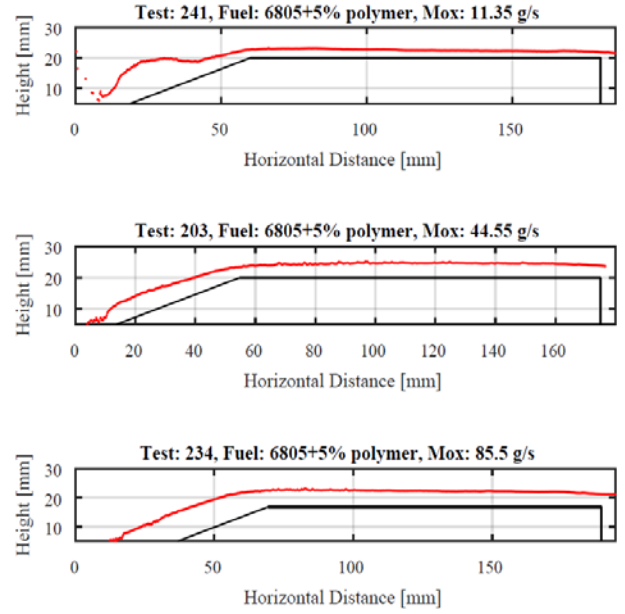 Test: 241, Fuel: 6805+5% polymer, Mox: 11.35 g/s
Height [mm]
30
20
10
0 50 100 150
Horizontal Distance [mm]
Test: 203, Fuel: 6805+5% polymer, Mox: 44.55 g/s
Height [mm]
30
20
10
0 20 40 60 80 100 120 140 160
Horizontal Distance [mm]
Test: 234, Fuel: 6805+5% polymer, Mox: 85.5 g/s
Height [mm]
30
20
10
0 50 100 150
Horizontal Distance [mm]